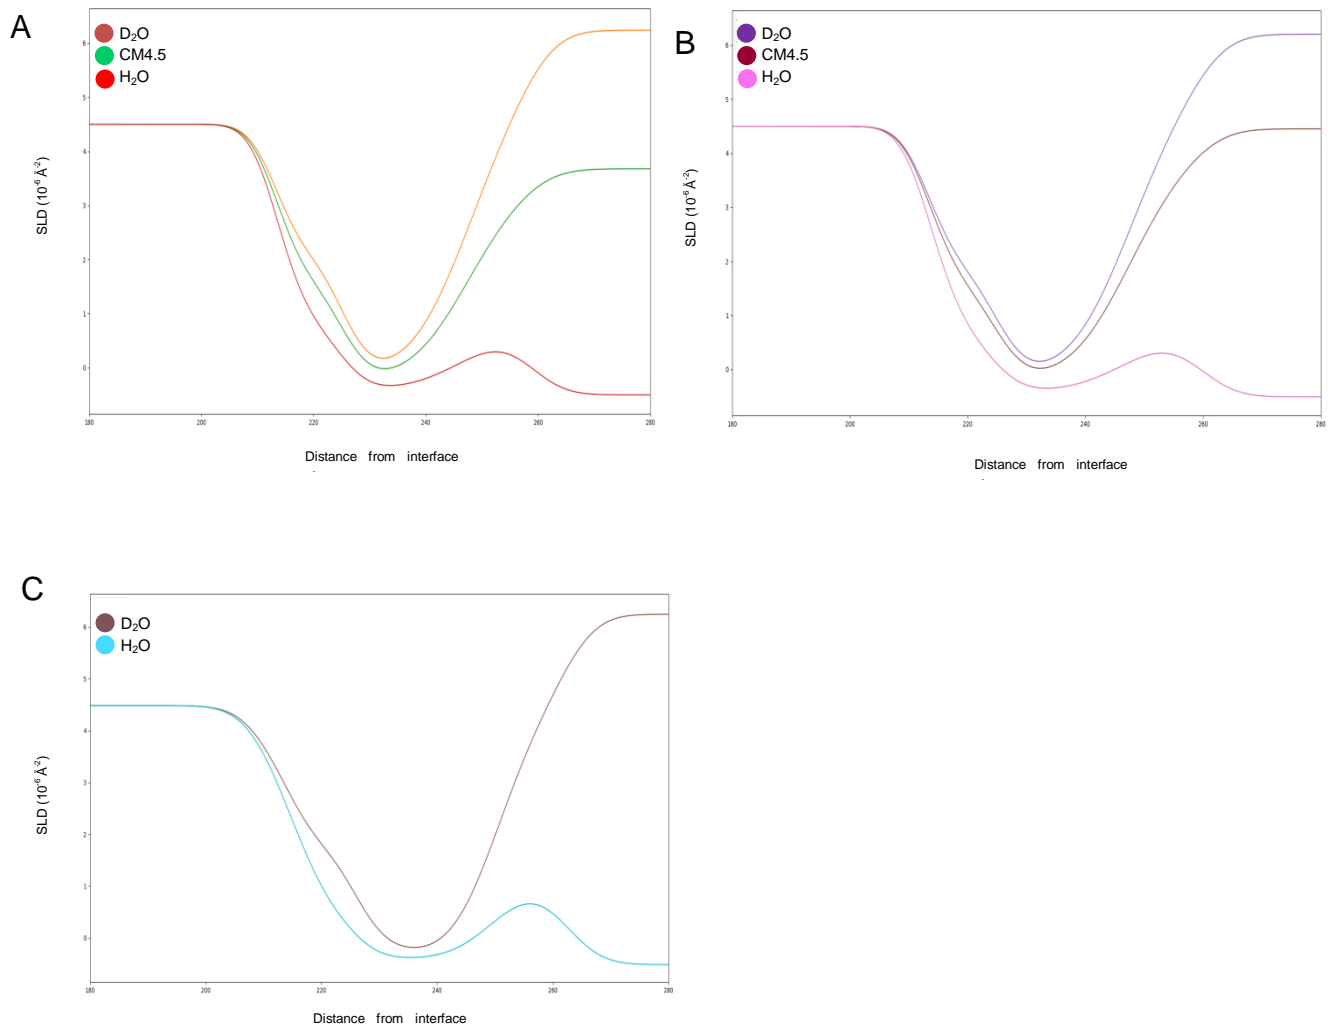 A
D₂O
CM4.5
H₂O
6
5
4
3
2
1
0
180
200
220
240
260
280
SLD (10⁻⁶ Å⁻²)
Distance from interface
B
D₂O
CM4.5
H₂O
6
5
4
3
2
1
0
180
200
220
240
260
280
SLD (10⁻⁶ Å⁻²)
Distance from interface
C
D₂O
H₂O
6
5
4
3
2
1
0
180
200
220
240
260
280
SLD (10⁻⁶ Å⁻²)
Distance from interface